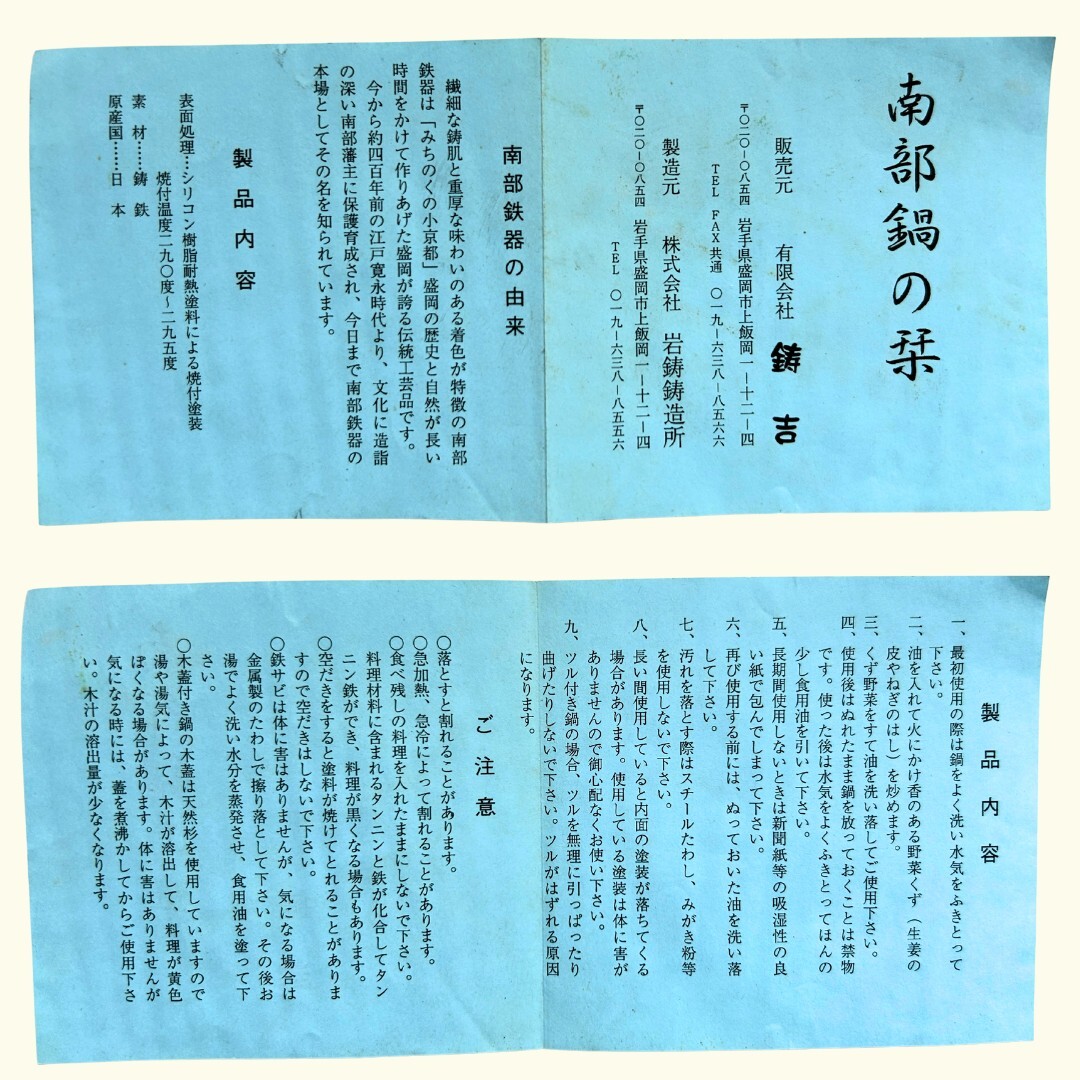 南部鍋の栞
販売元　有限会社　鋳吉
〒〇二〇-〇八五四　岩手県盛岡市上飯岡一-十二-四
TEL　FAX共通　〇一九-六三八-八五六六
製造元　株式会社　岩鋳鋳造所
〒〇二〇-〇八五四　岩手県盛岡市上飯岡一-十二-四
TEL　〇一九-六三八-八五五六
南部鉄器の由来
繊細な鋳肌と重厚な味わいのある着色が特徴の南部
鉄器は「みちのくの小京都」盛岡の歴史と自然が長い
時間をかけて作りあげた盛岡が誇る伝統工芸品です。
今から約四百年前の江戸寛永時代より、文化に造詣
の深い南部藩主に保護育成され、今日まで南部鉄器の
本場としてその名を知られています。
製品内容
表面処理…シリコン樹脂耐熱塗料による焼付塗装
焼付温度二九〇度～二九五度
素　材……鋳　鉄
原産国……日　本
製品内容
一、最初使用の際は鍋をよく洗い水気をふきとって
下さい。
二、油を入れて火にかけ香のある野菜くず（生姜の
皮やねぎのはし）を炒めます。
三、くず野菜をすて油を洗い落してご使用下さい。
四、使用後はぬれたまま鍋を放っておくことは禁物
です。使った後は水気をよくふきとってほんの
少し食用油を引いて下さい。
五、長期間使用しないときは新聞紙等の吸湿性の良
い紙で包んでしまって下さい。
六、再び使用する前には、ぬっておいた油を洗い落
して下さい。
七、汚れを落とす際はスチールたわし、みがき粉等
を使用しないで下さい。
八、長い間使用していると内面の塗装が落ちてくる
場合があります。使用している塗装は体に害が
ありませんので御心配なくお使い下さい。
九、ツル付き鍋の場合、ツルを無理に引っぱったり
曲げたりしないで下さい。ツルがはずれる原因
になります。
ご注意
〇落とすと割れることがあります。
〇急加熱、急冷によって割れることがあります。
〇食べ残しの料理を入れたままにしないで下さい。
料理材料に含まれるタンニンと鉄が化合してタン
ニン鉄ができ、料理が黒くなる場合もあります。
〇空だきをすると塗料が焼けてとれることがありま
すので空だきはしないで下さい。
〇鉄サビは体に害はありませんが、気になる場合は
金属製のたわしで擦り落として下さい。その後お
湯でよく洗い水分を蒸発させ、食用油を塗って下
さい。
〇木蓋付き鍋の木蓋は天然杉を使用していますので
湯や湯気によって、木汁が溶出して、料理が黄色
ぽくなる場合があります。体に害はありませんが
気になる時には、蓋を煮沸かしてからご使用下さ
い。木汁の溶出量が少なくなります。